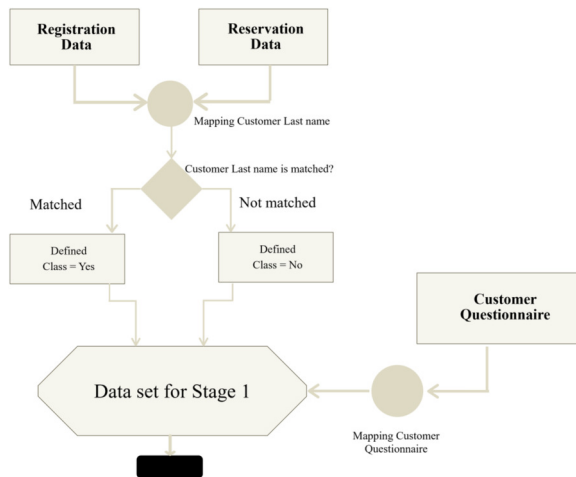 Registration
Data
Reservation
Data
Mapping Customer Last name
Customer Last name is matched?
Matched
Not matched
Defined
Class = Yes
Defined
Class = No
Customer
Questionnaire
Data set for Stage 1
Mapping Customer
Questionnaire